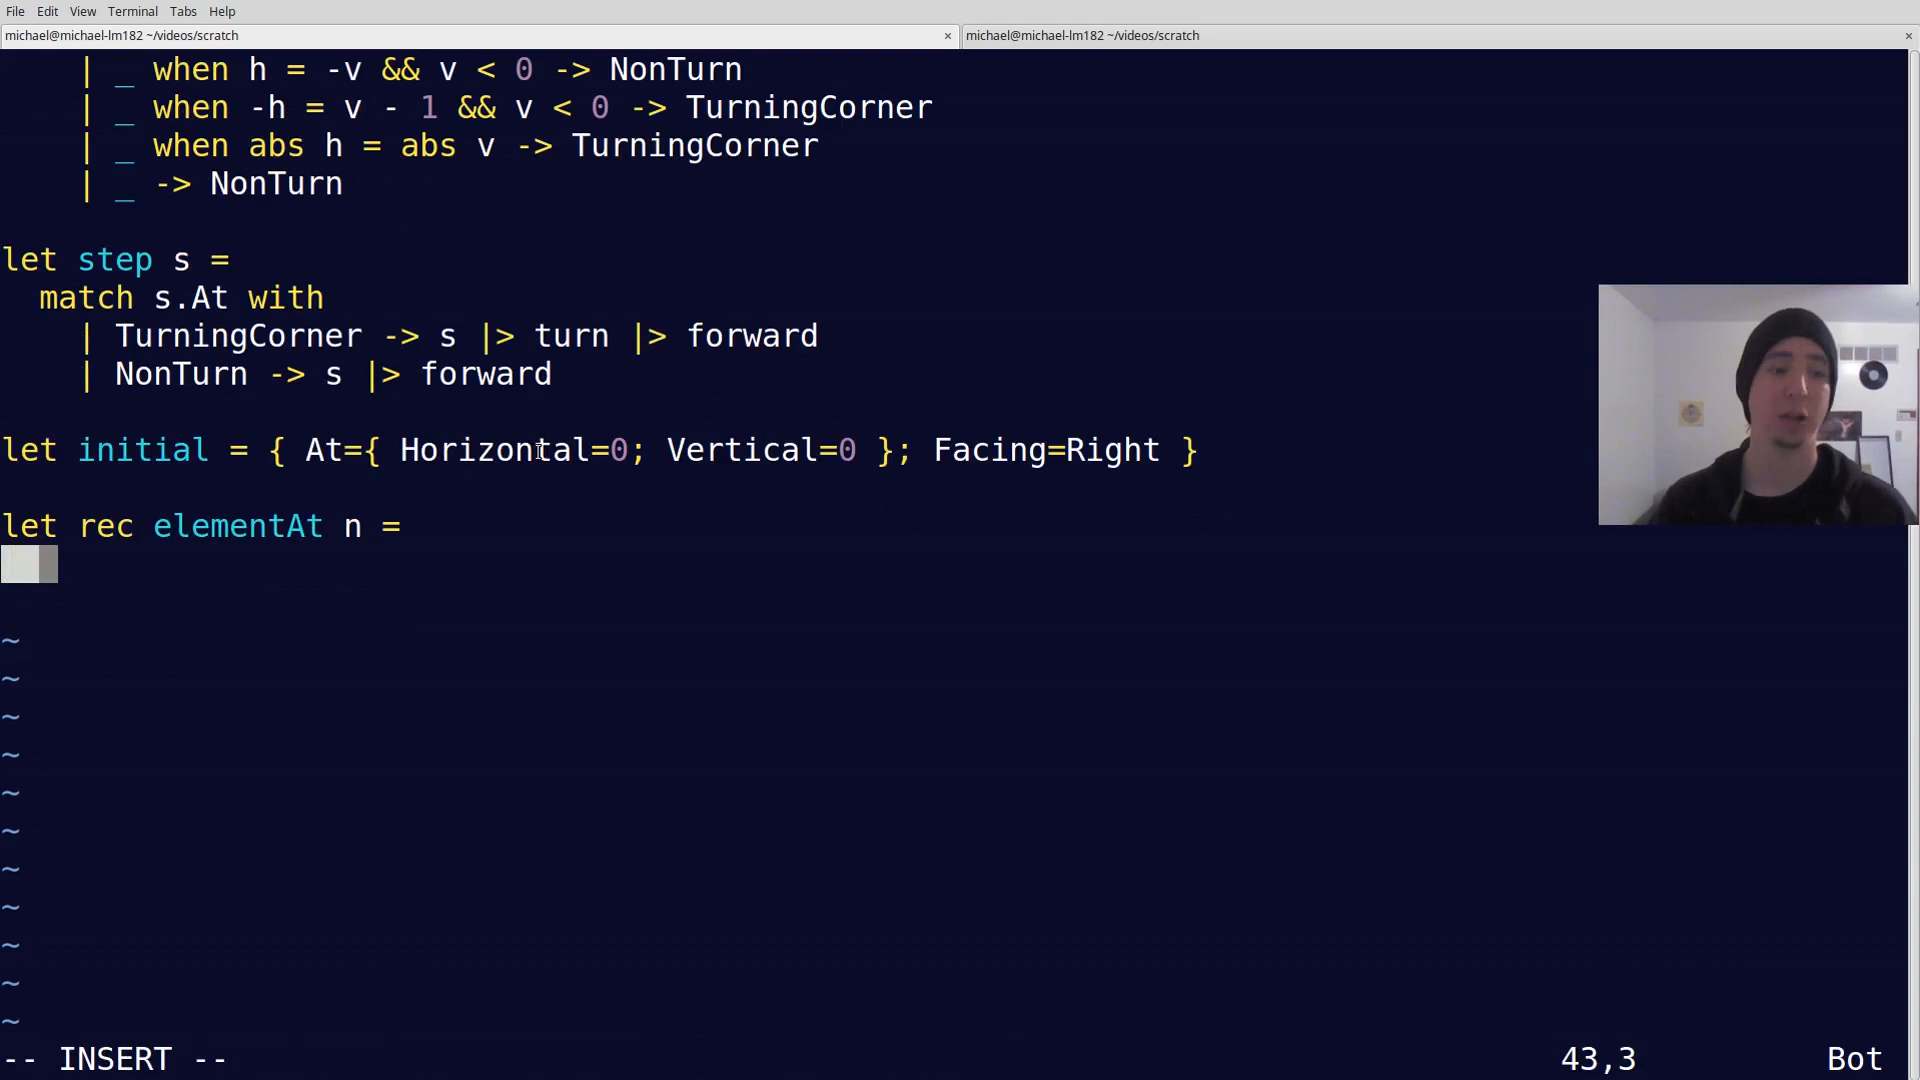 File Edit View Terminal Tabs Help
michael@michael-lm182 ~/videos/scratch × michael@michael-lm182 ~/videos/scratch ×
| _ when h = -v && v < 0 -> NonTurn
| _ when -h = v - 1 && v < 0 -> TurningCorner
| _ when abs h = abs v -> TurningCorner
| _ -> NonTurn
let step s =
match s.At with
| TurningCorner -> s |> turn |> forward
| NonTurn -> s |> forward
let initial = { At={ Horizontal=0; Vertical=0 }; Facing=Right }
let rec elementAt n =
~
~
~
~
~
~
~
~
~
~
~
-- INSERT -- 43,3 Bot